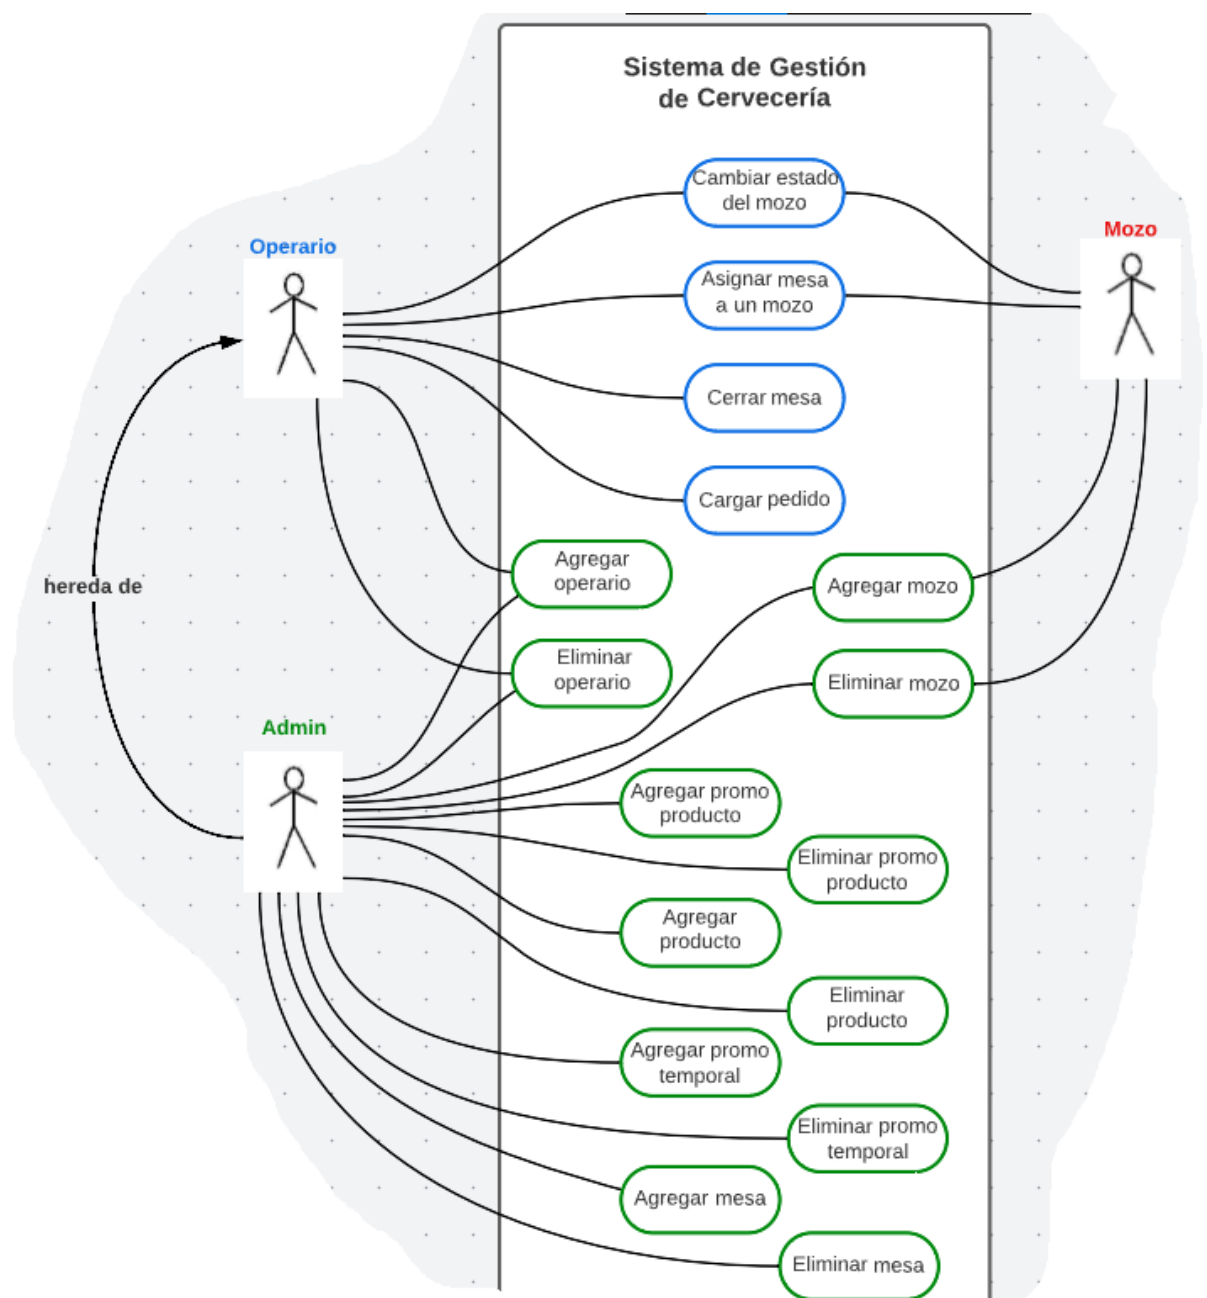 Sistema de Gestión
de Cervecería
Cambiar estado
del mozo
Mozo
Operario
Asignar mesa
a un mozo
Cerrar mesa
Cargar pedido
Agregar
operario
hereda de
Agregar mozo
Eliminar
operario
Eliminar mozo
Admin
Agregar promo
producto
Eliminar promo
producto
Agregar
producto
Eliminar
producto
Agregar promo
temporal
Eliminar promo
temporal
Agregar mesa
Eliminar mesa